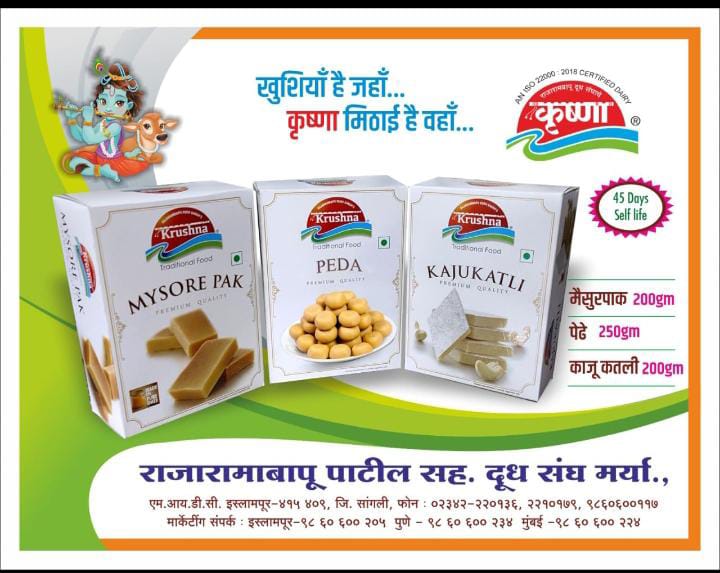 खुशियाँ है जहाँ...
कृष्णा मिठाई है वहाँ...
AN ISO 22000 : 2018 CERTIFIED DAIRY
राजारामबापू दूध संघाचे
कृष्णा ®
45 Days
Self life
MYSORE PAK
Krushna
Traditional Food
MYSORE PAK
PREMIUM QUALITY
Krushna
Traditional Food
PEDA
PREMIUM QUALITY
Krushna
Traditional Food
KAJUKATLI
PREMIUM QUALITY
मैसुरपाक 200gm
पेढे 250gm
काजू कतली 200gm
राजारामाबापू पाटील सह. दूध संघ मर्या.,
एम.आय.डी.सी. इस्लामपूर-४१५ ४०९, जि. सांगली, फोन : ०२३४२-२२०१३६, २२१०१७९, ९८६०६००११७
मार्केटींग संपर्क : इस्लामपूर-९८ ६० ६०० २०५ पुणे - ९८ ६० ६०० २३४ मुंबई -९८ ६० ६०० २२४